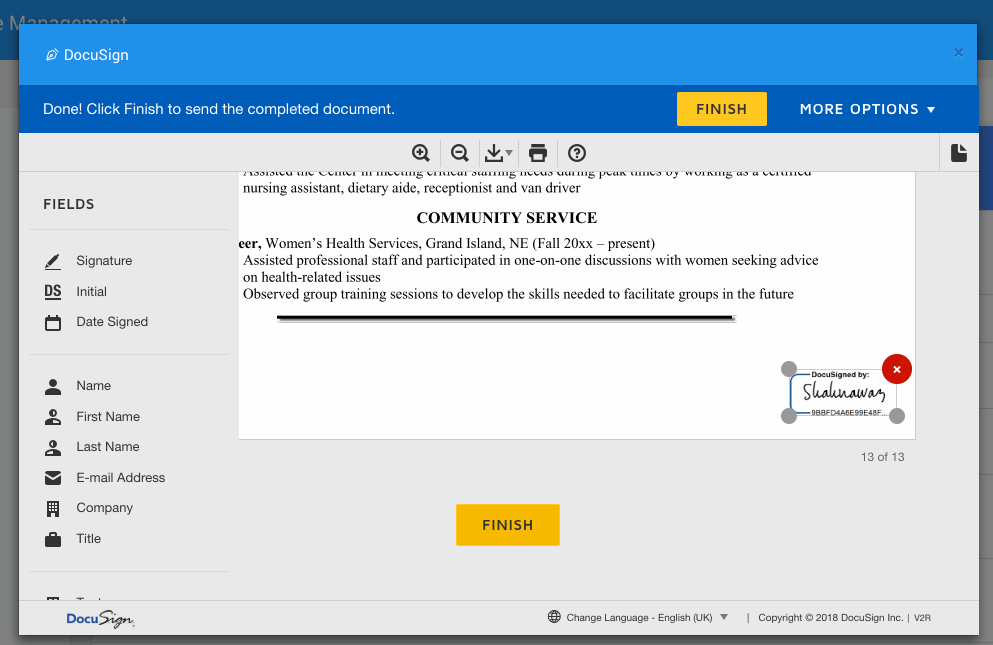 e Management
DocuSign
×
Done! Click Finish to send the completed document.
FINISH
MORE OPTIONS
FIELDS
Signature
DS Initial
Date Signed
Name
First Name
Last Name
E-mail Address
Company
Title
Assisted the Center in meeting critical staffing needs during peak times by working as a certified
nursing assistant, dietary aide, receptionist and van driver
COMMUNITY SERVICE
eer, Women's Health Services, Grand Island, NE (Fall 20xx – present)
Assisted professional staff and participated in one-on-one discussions with women seeking advice
on health-related issues
Observed group training sessions to develop the skills needed to facilitate groups in the future
DocuSigned by:
Shahnawaz
9BBFD4A6E99E48F...
13 of 13
FINISH
DocuSign
Change Language - English (UK)
| Copyright © 2018 DocuSign Inc. | V2R